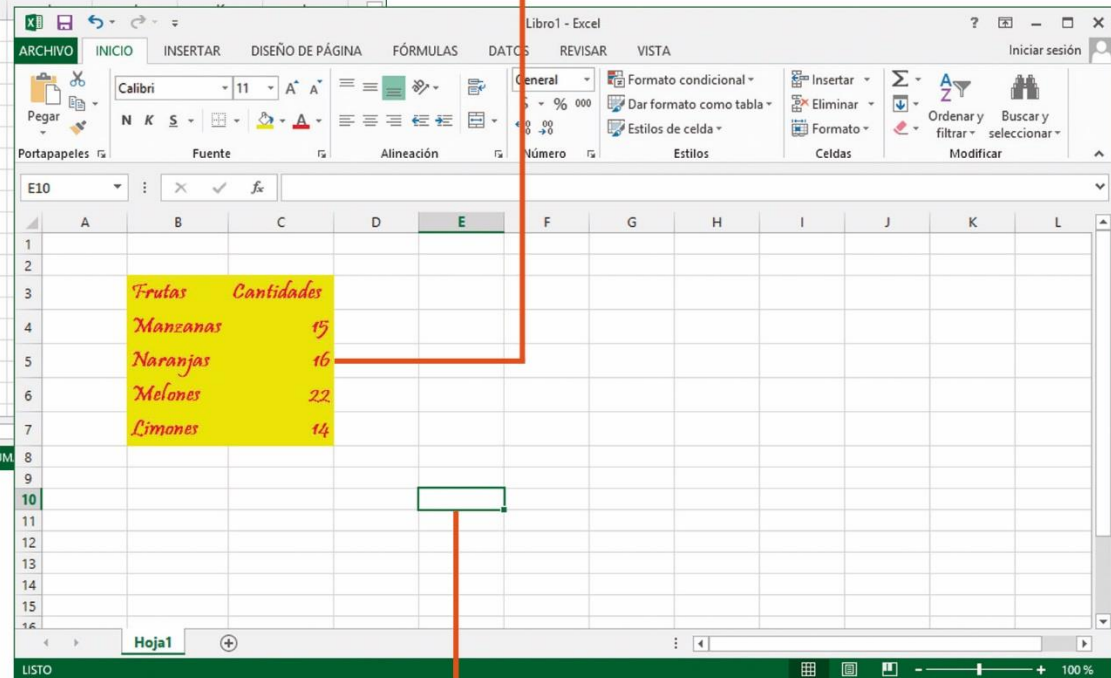 Libro1 - Excel
ARCHIVO INICIO INSERTAR DISEÑO DE PÁGINA FÓRMULAS DATOS REVISAR VISTA Iniciar sesión
Calibri 11 General Formato condicional Insertar
Pegar N K S % 000 Dar formato como tabla Eliminar Ordenar y filtrar Buscar y seleccionar
Estilos de celda Formato
Portapapeles Fuente Alineación Número Estilos Celdas Modificar
E10 fx
A B C D E F G H I J K L
1
2
3 Frutas Cantidades
4 Manzanas 15
5 Naranjas 16
6 Melones 22
7 Limones 14
8
9
10
11
12
13
14
15
16
Hoja1
LISTO 100 %